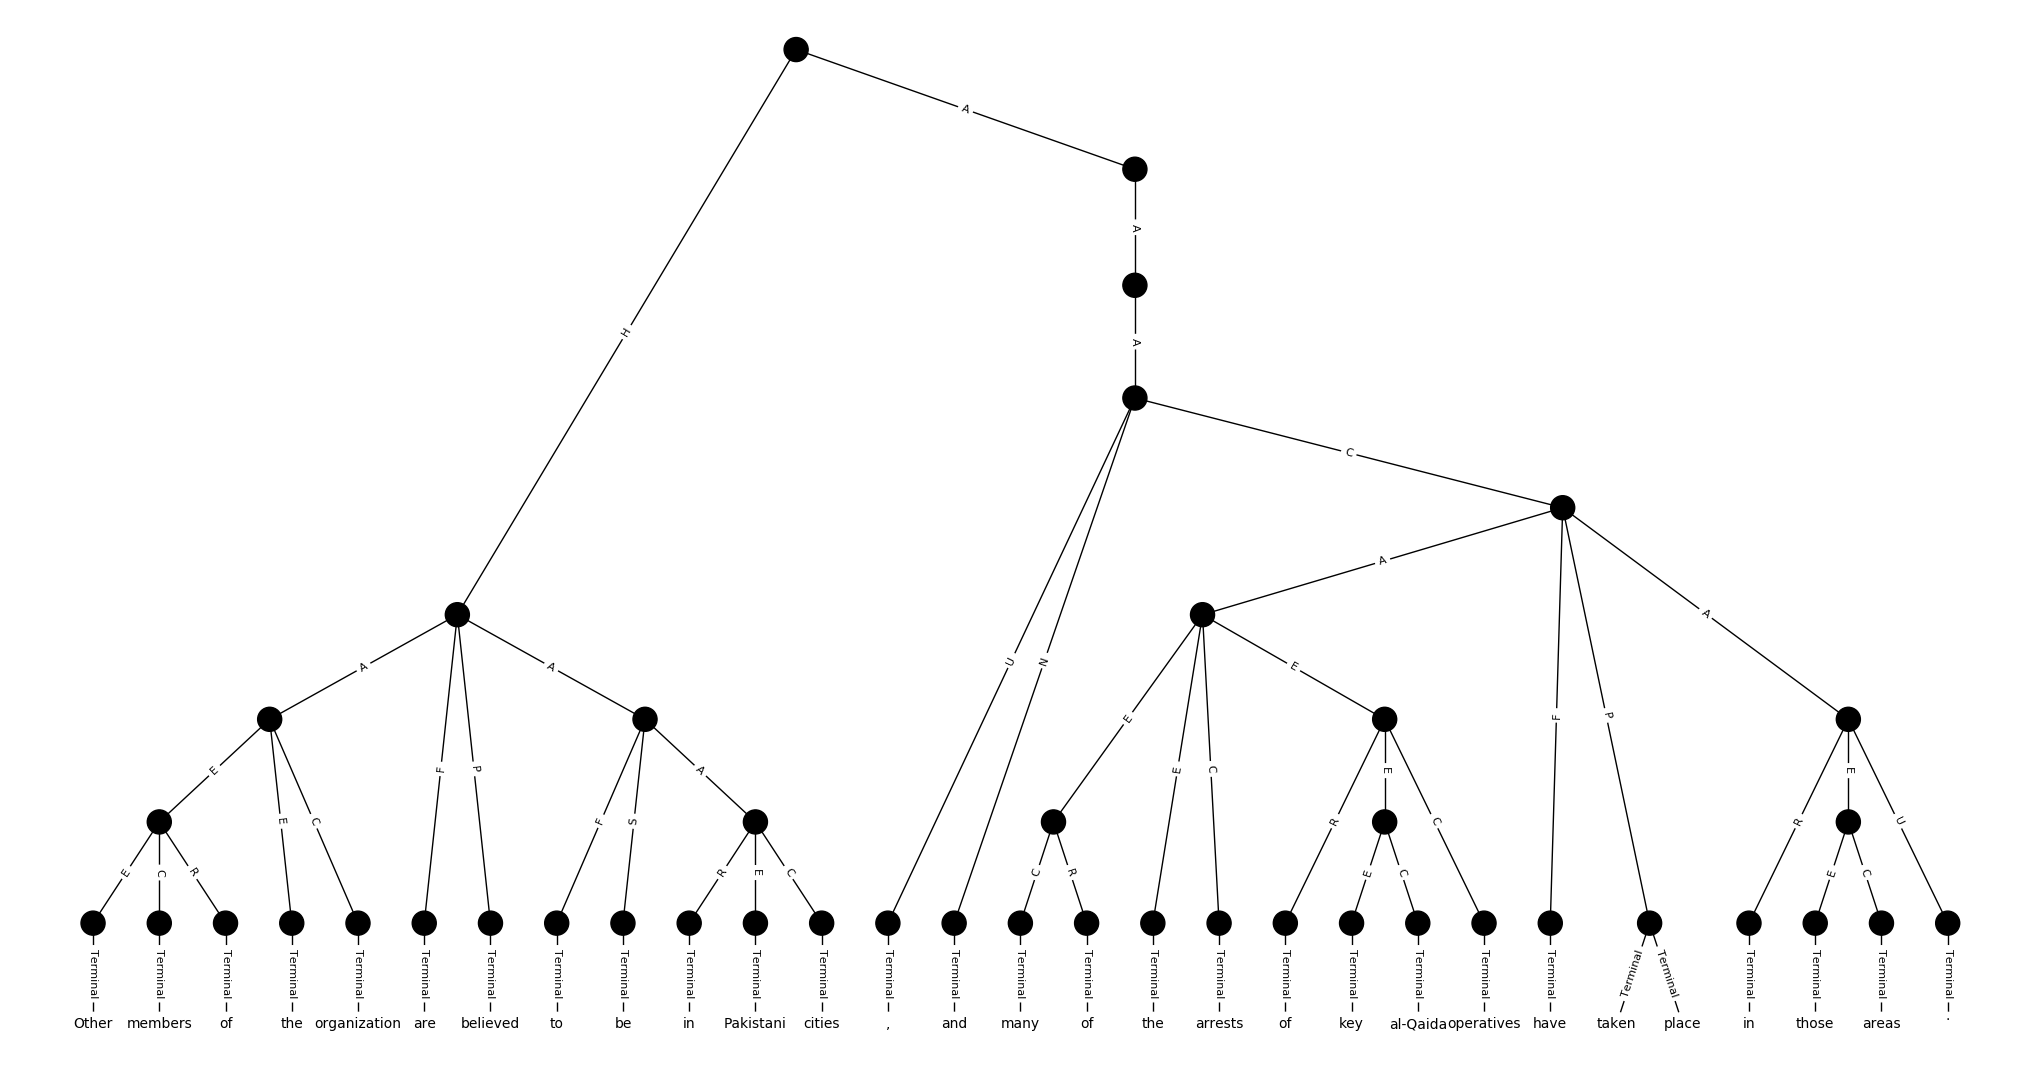 A
A
H
A
C
A
A
U
N
A
A
E
E
F
P
A
E
E
C
F
P
E
E
C
F
S
R
E
C
R
E
U
E
C
R
R
E
C
C
R
E
C
E
C
Terminal Terminal Terminal Terminal Terminal Terminal Terminal Terminal Terminal Terminal Terminal Terminal Terminal Terminal Terminal Terminal Terminal Terminal Terminal Terminal Terminal Terminal Terminal Terminal Terminal Terminal Terminal Terminal Terminal
Other members of the organization are believed to be in Pakistani cities , and many of the arrests of key al-Qaida operatives have taken place in those areas .